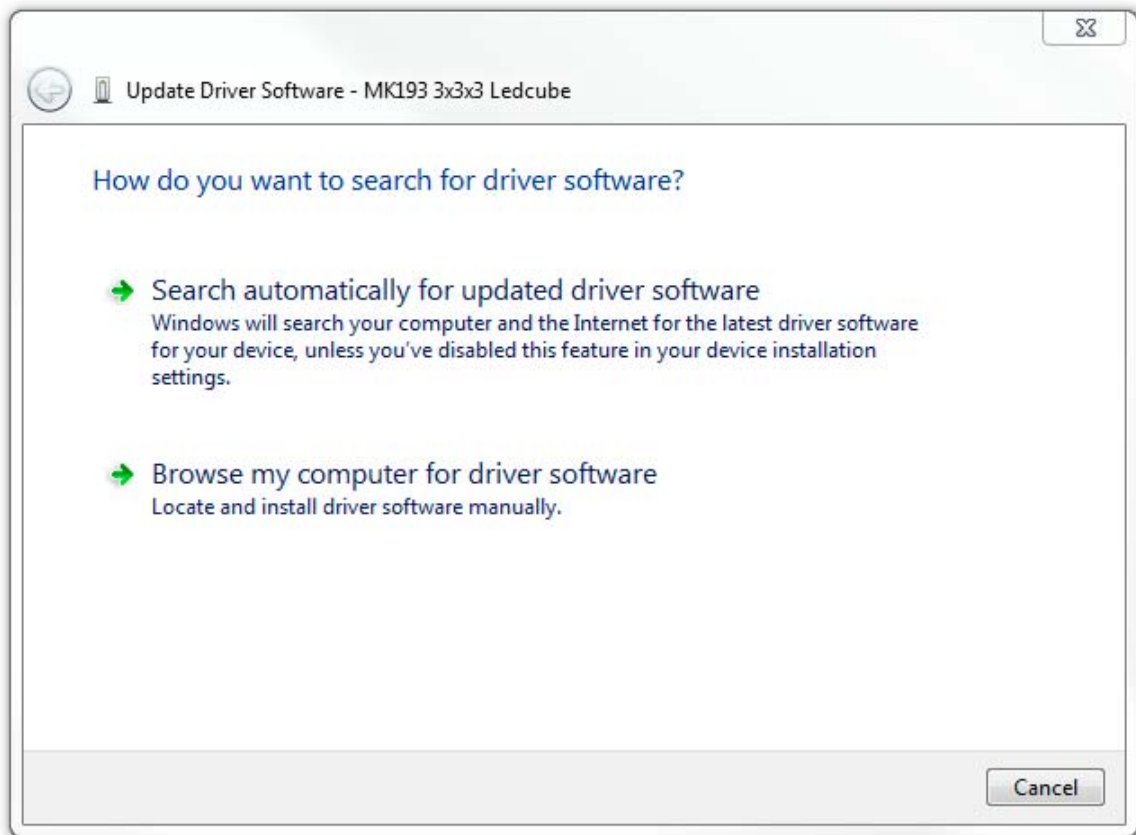 Update Driver Software - MK193 3x3x3 Ledcube
How do you want to search for driver software?
Search automatically for updated driver software
Windows will search your computer and the Internet for the latest driver software
for your device, unless you've disabled this feature in your device installation
settings.
Browse my computer for driver software
Locate and install driver software manually.
Cancel